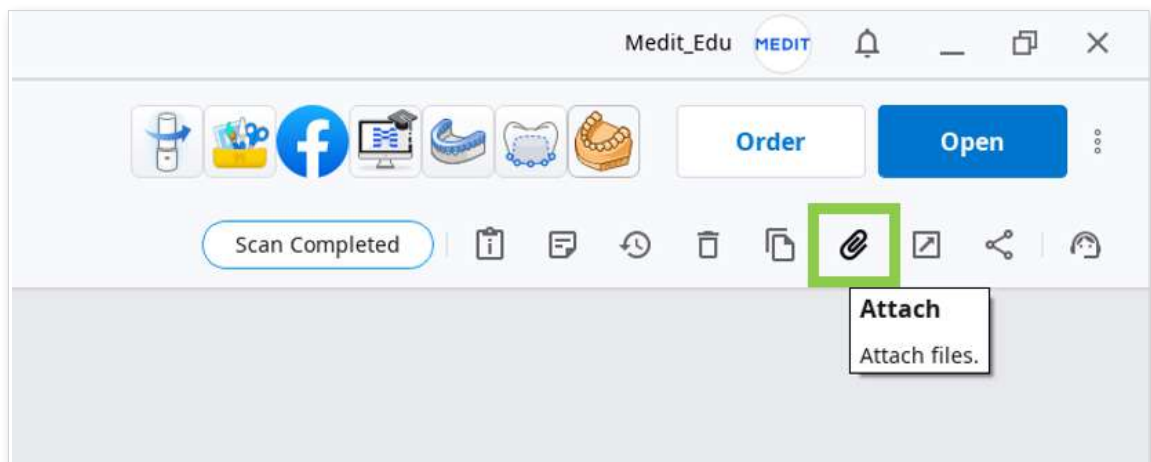 Medit_Edu MEDIT
Order Open
Scan Completed
Attach
Attach files.